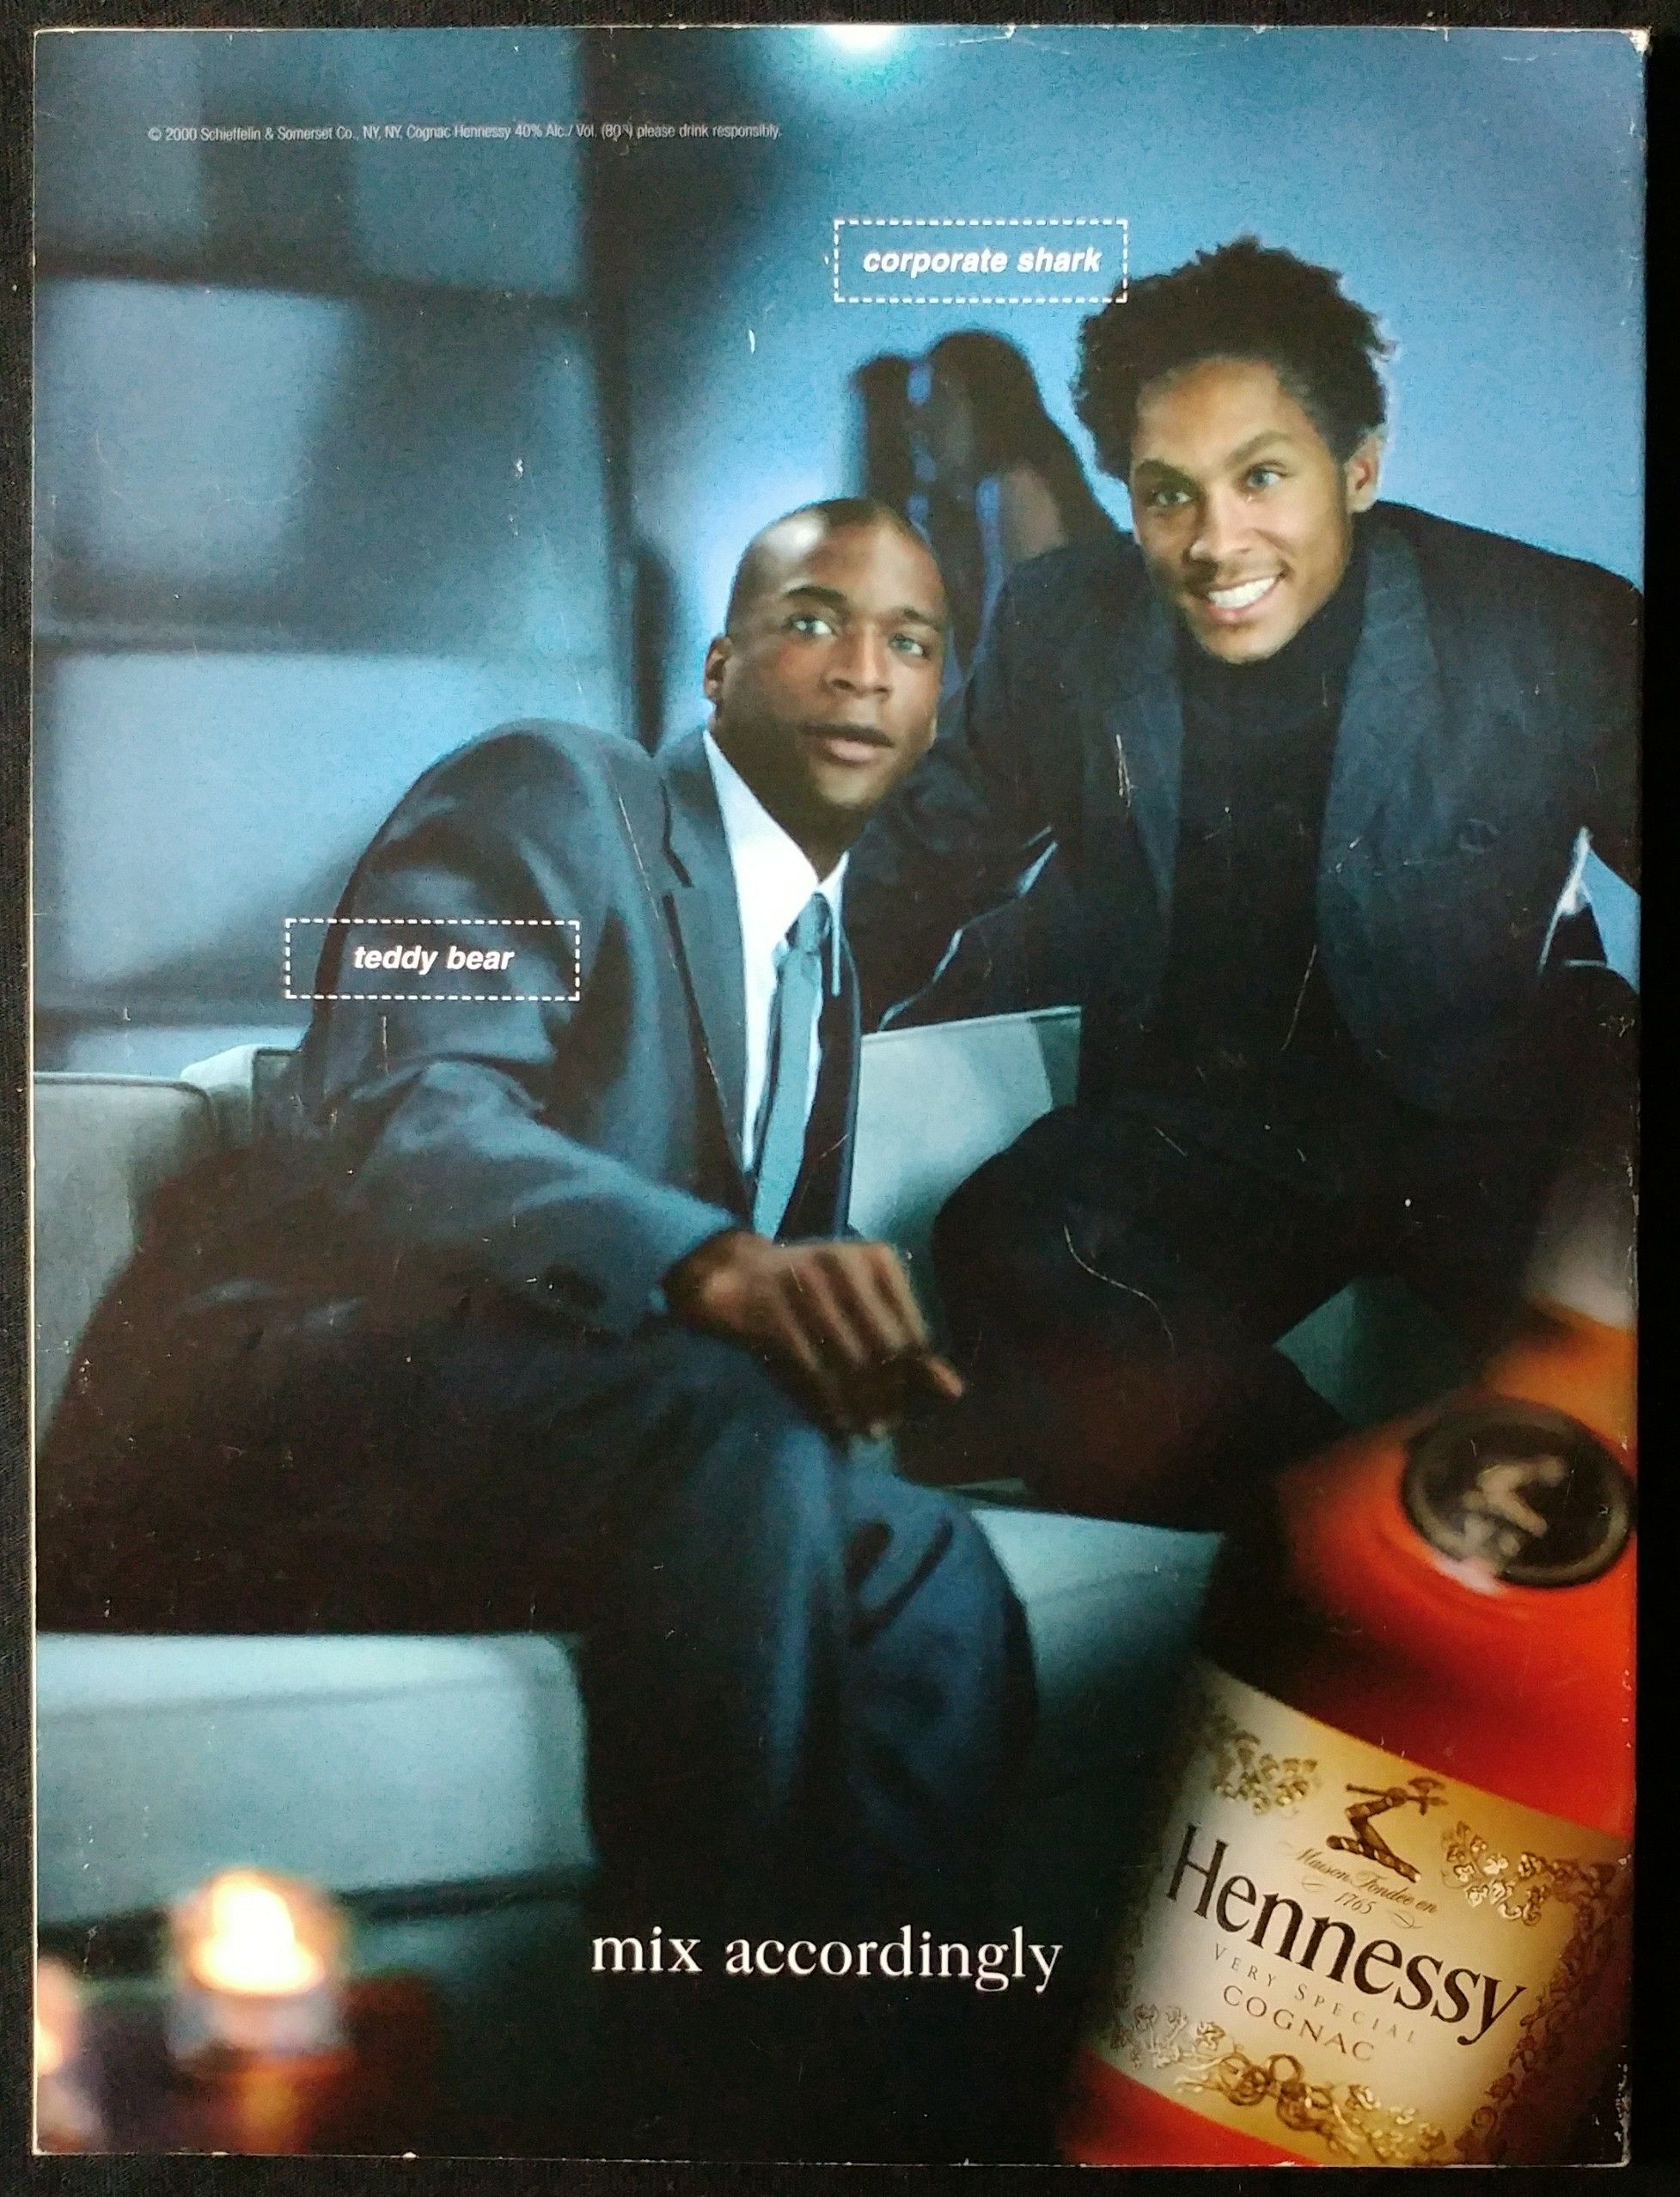 © 2000 Schieffelin & Somerset Co., NY, NY, Cognac Hennessy 40% Alc./ Vol. (80°) please drink responsibly.
corporate shark
teddy bear
mix accordingly
Maison Fondée en
1765
Hennessy
VERY SPECIAL
COGNAC